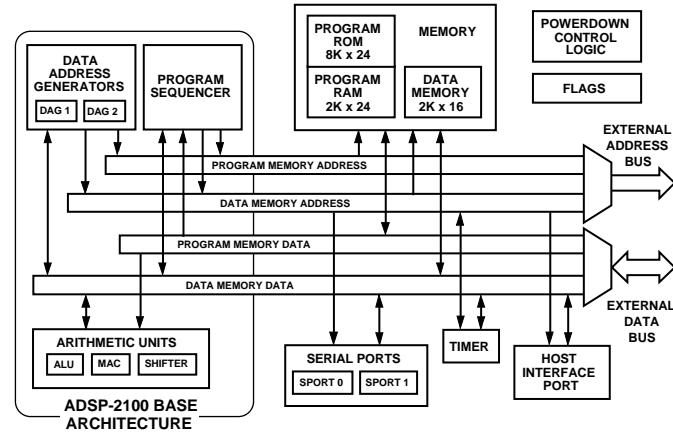 DATA
ADDRESS
GENERATORS
DAG 1
DAG 2
PROGRAM
SEQUENCER
PROGRAM
ROM
8K x 24
MEMORY
PROGRAM
RAM
2K x 24
DATA
MEMORY
2K x 16
POWERDOWN
CONTROL
LOGIC
FLAGS
EXTERNAL
ADDRESS
BUS
PROGRAM MEMORY ADDRESS
DATA MEMORY ADDRESS
PROGRAM MEMORY DATA
DATA MEMORY DATA
EXTERNAL
DATA
BUS
ARITHMETIC UNITS
ALU
MAC
SHIFTER
SERIAL PORTS
SPORT 0
SPORT 1
TIMER
HOST
INTERFACE
PORT
ADSP-2100 BASE
ARCHITECTURE